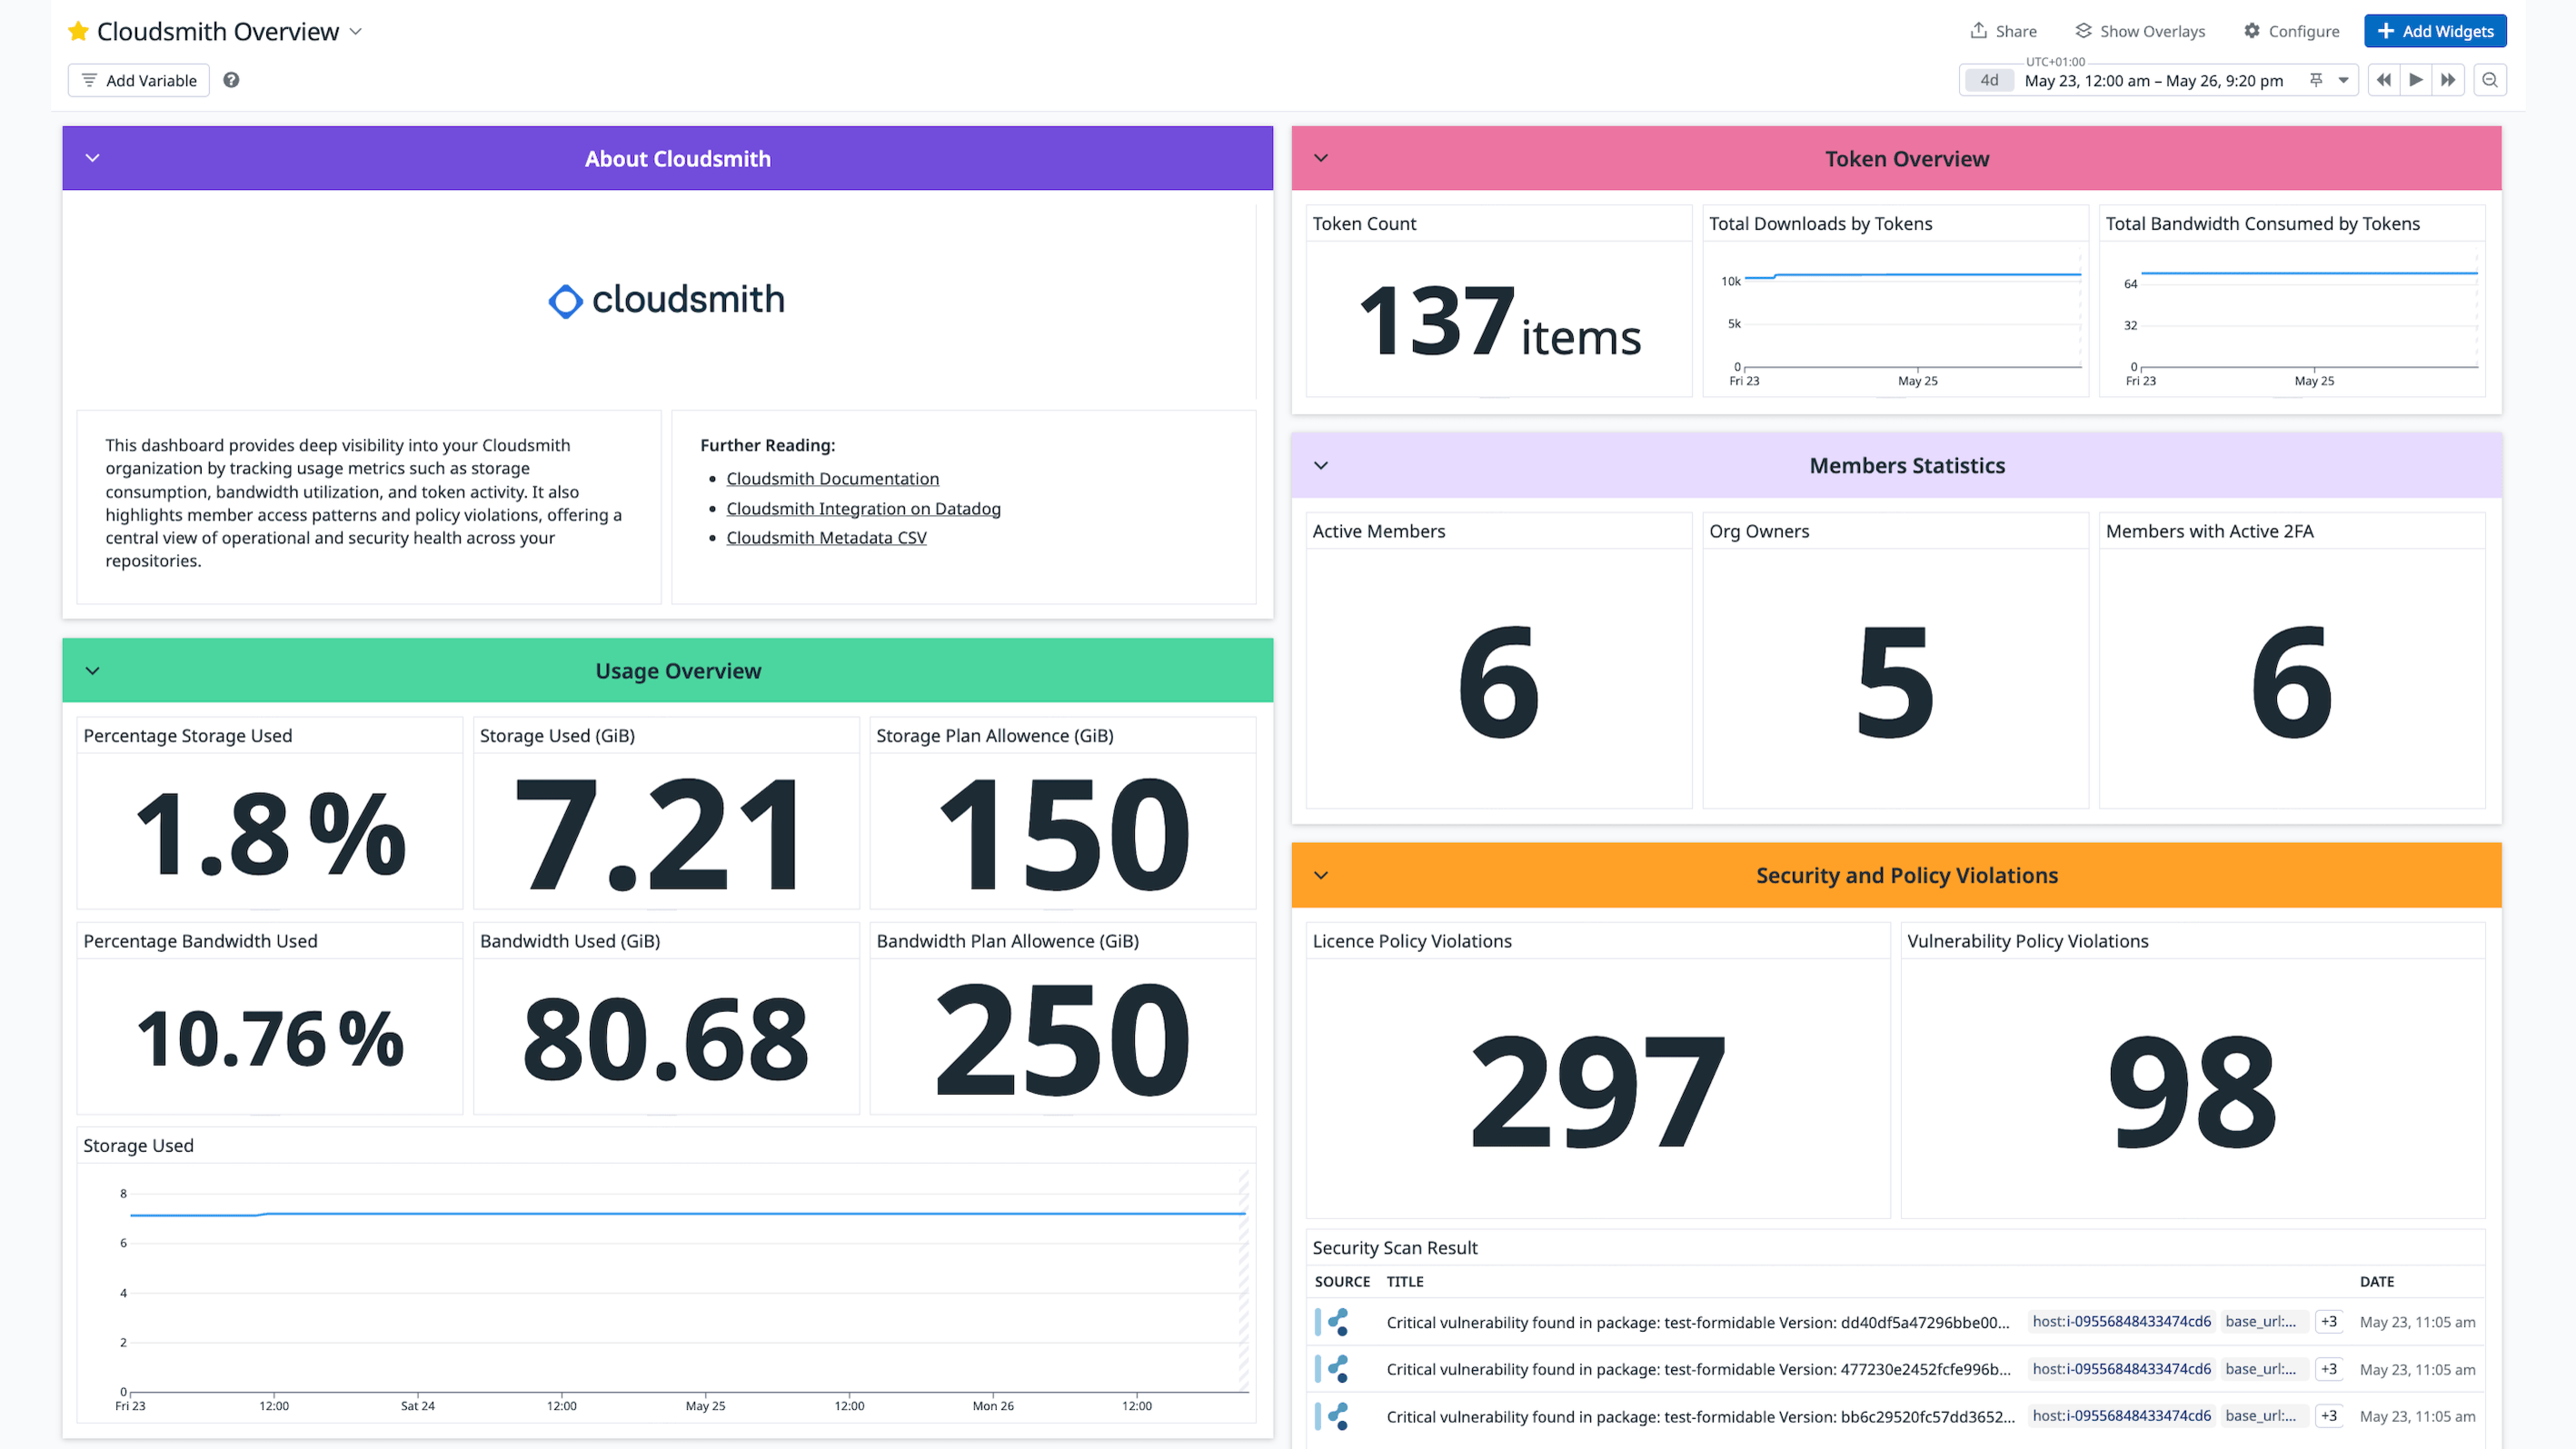 Cloudsmith Overview
Share
Show Overlays
Configure
Add Widgets
Add Variable
UTC+01:00
4d
May 23, 12:00 am – May 26, 9:20 pm
About Cloudsmith
cloudsmith
This dashboard provides deep visibility into your Cloudsmith
organization by tracking usage metrics such as storage
consumption, bandwidth utilization, and token activity. It also
highlights member access patterns and policy violations, offering a
central view of operational and security health across your
repositories.
Further Reading:
• Cloudsmith Documentation
• Cloudsmith Integration on Datadog
• Cloudsmith Metadata CSV
Usage Overview
Percentage Storage Used
1.8 %
Storage Used (GiB)
7.21
Storage Plan Allowence (GiB)
150
Percentage Bandwidth Used
10.76 %
Bandwidth Used (GiB)
80.68
Bandwidth Plan Allowence (GiB)
250
Storage Used
8
6
4
2
0
Fri 23 12:00 Sat 24 12:00 May 25 12:00 Mon 26 12:00
Token Overview
Token Count
137 items
Total Downloads by Tokens
10k
5k
0
Fri 23 May 25
Total Bandwidth Consumed by Tokens
64
32
0
Fri 23 May 25
Members Statistics
Active Members
6
Org Owners
5
Members with Active 2FA
6
Security and Policy Violations
Licence Policy Violations
297
Vulnerability Policy Violations
98
Security Scan Result
SOURCE TITLE DATE
Critical vulnerability found in package: test-formidable Version: dd40df5a47296bbe00... host:i-09556848433474cd6 base_url:... +3 May 23, 11:05 am
Critical vulnerability found in package: test-formidable Version: 477230e2452fcfe996b... host:i-09556848433474cd6 base_url:... +3 May 23, 11:05 am
Critical vulnerability found in package: test-formidable Version: bb6c29520fc57dd3652... host:i-09556848433474cd6 base_url:... +3 May 23, 11:05 am